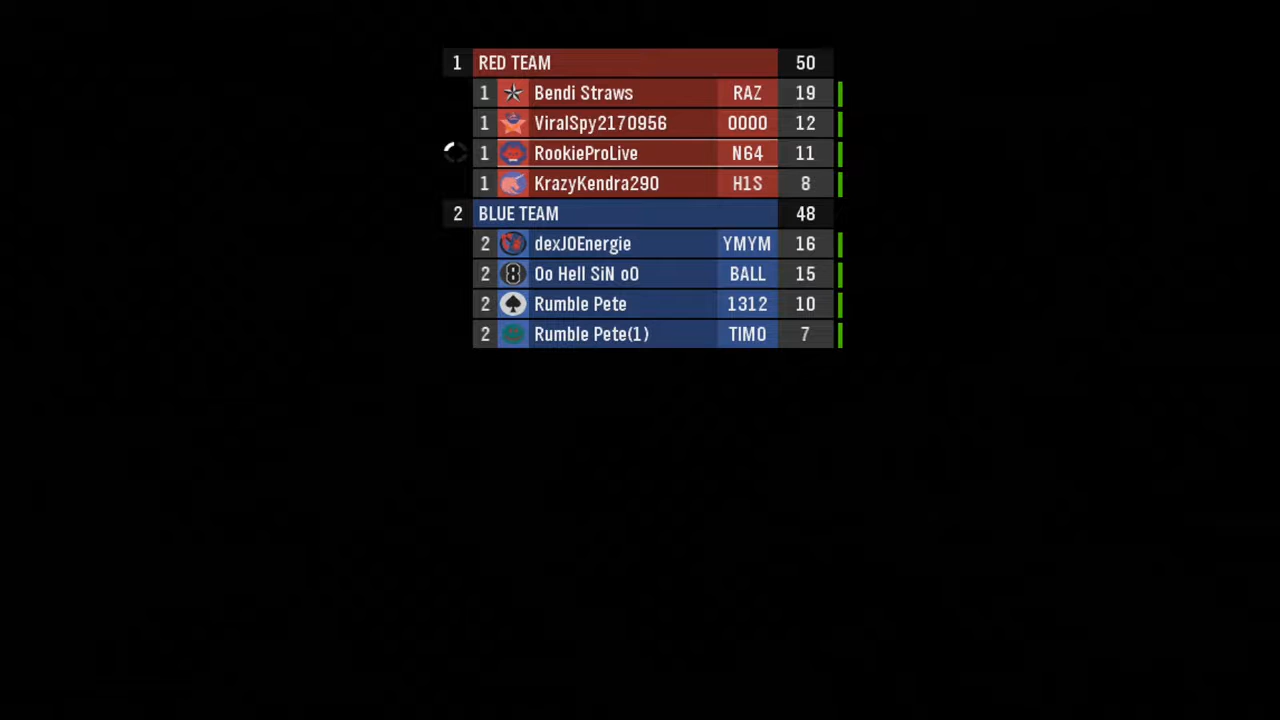 1 RED TEAM 50
1 Bendi Straws RAZ 19
1 ViralSpy2170956 0000 12
1 RookieProLive N64 11
1 KrazyKendra290 H1S 8
2 BLUE TEAM 48
2 dexJOEnergie YMYM 16
2 8 Oo Hell SiN oO BALL 15
2 Rumble Pete 1312 10
2 Rumble Pete(1) TIMO 7